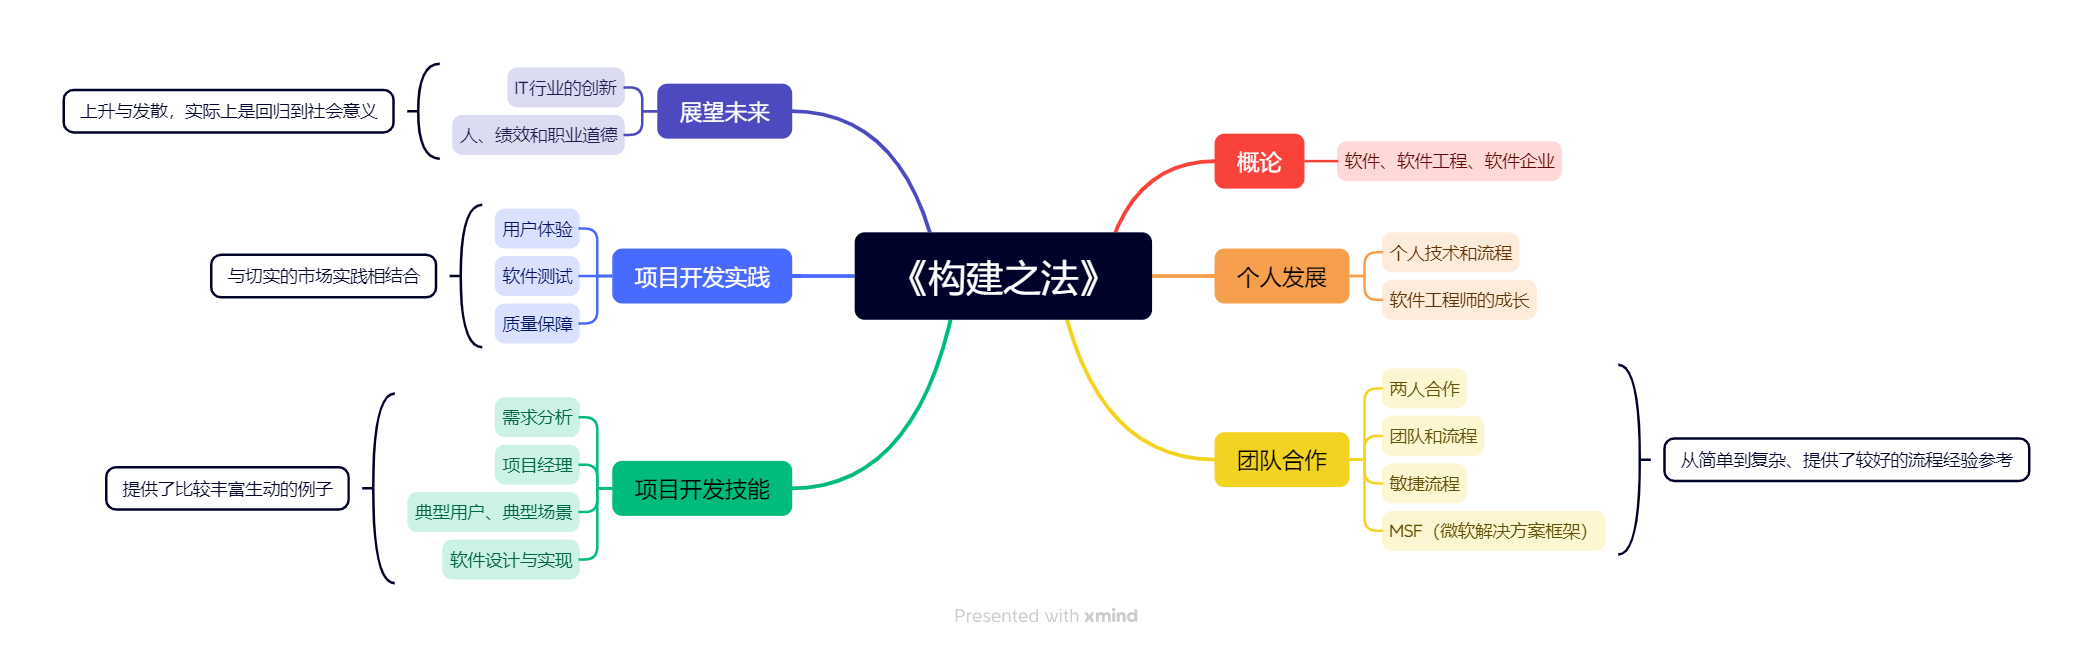 《构建之法》
概论
软件、软件工程、软件企业
个人发展
个人技术和流程
软件工程师的成长
团队合作
两人合作
团队和流程
敏捷流程
MSF（微软解决方案框架）
从简单到复杂、提供了较好的流程经验参考
项目开发技能
需求分析
项目经理
典型用户、典型场景
软件设计与实现
提供了比较丰富生动的例子
项目开发实践
用户体验
软件测试
质量保障
与切实的市场实践相结合
展望未来
IT行业的创新
人、绩效和职业道德
上升与发散，实际上是回归到社会意义
Presented with xmind